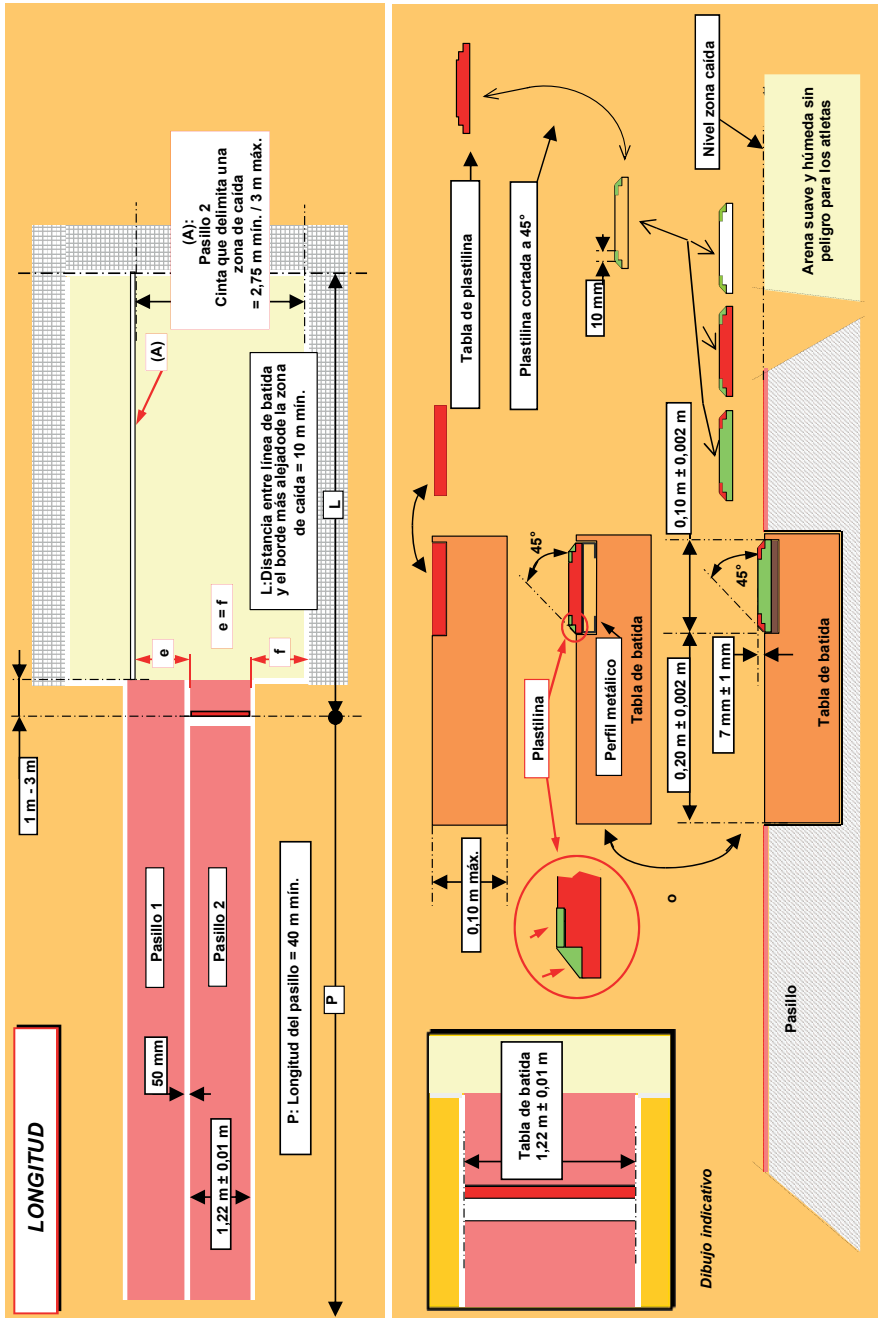 LONGITUD
1,22 m ± 0,01 m
50 mm
Pasillo 1
Pasillo 2
1 m - 3 m
P: Longitud del pasillo = 40 m mín.
P
e
e = f
f
L:Distancia entre línea de batida
y el borde más alejadode la zona
de caída = 10 m mín.
L
(A)
(A):
Pasillo 2
Cinta que delimita una
zona de caída
= 2,75 m mín. / 3 m máx.
Tabla de batida
1,22 m ± 0,01 m
Dibujo indicativo
0,10 m máx.
Plastilina
45°
Perfil metálico
Tabla de batida
Tabla de plastilina
Plastilina cortada a 45°
10 mm
o
0,20 m ± 0,002 m
0,10 m ± 0,002 m
7 mm ± 1 mm
45°
Tabla de batida
Pasillo
Nivel zona caída
Arena suave y húmeda sin
peligro para los atletas